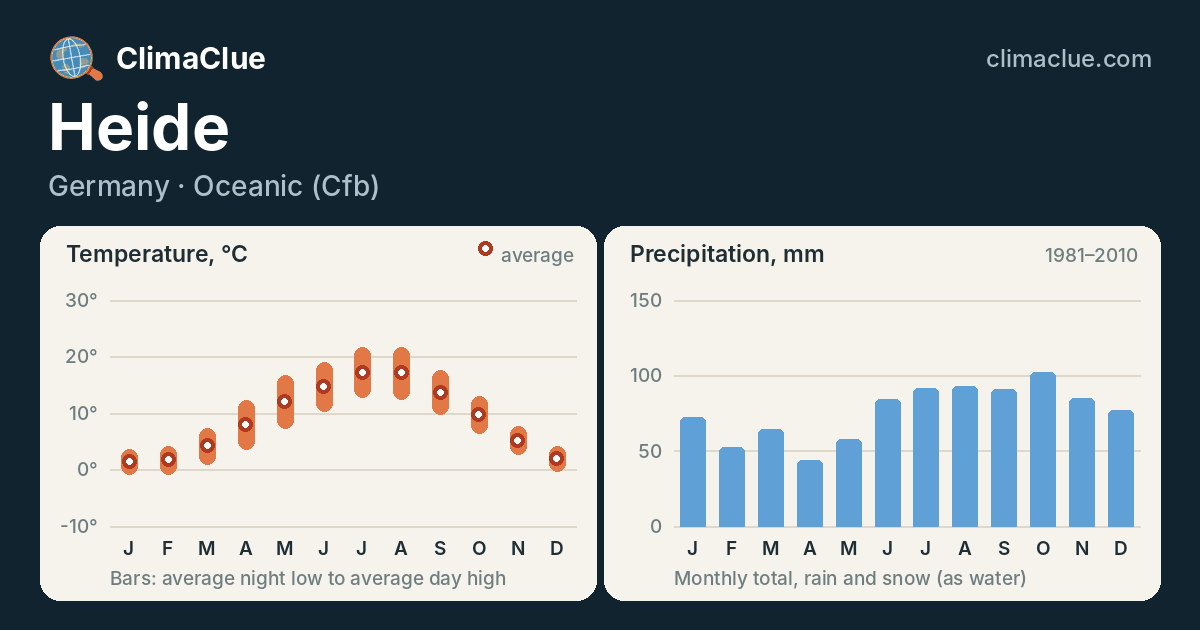 ClimaClue
climaclue.com
Heide
Germany · Oceanic (Cfb)
Temperature, °C
average
30°
20°
10°
0°
-10°
J F M A M J J A S O N D
Bars: average night low to average day high
Precipitation, mm
1981–2010
150
100
50
0
J F M A M J J A S O N D
Monthly total, rain and snow (as water)